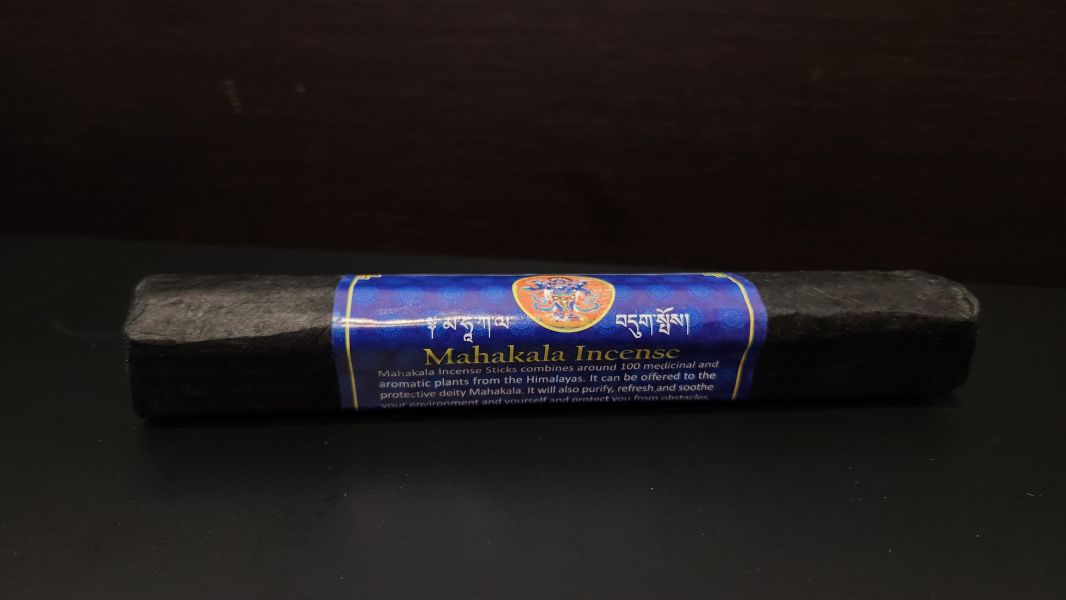 མ་ཧཱ་ཀཱ་ལ བདུག་སྤོས།
Mahakala Incense
Mahakala Incense Sticks combines around 100 medicinal and
aromatic plants from the Himalayas. It can be offered to the
protective deity Mahakala. It will also purify, refresh and soothe
your environment and yourself and protect you from obstacles,